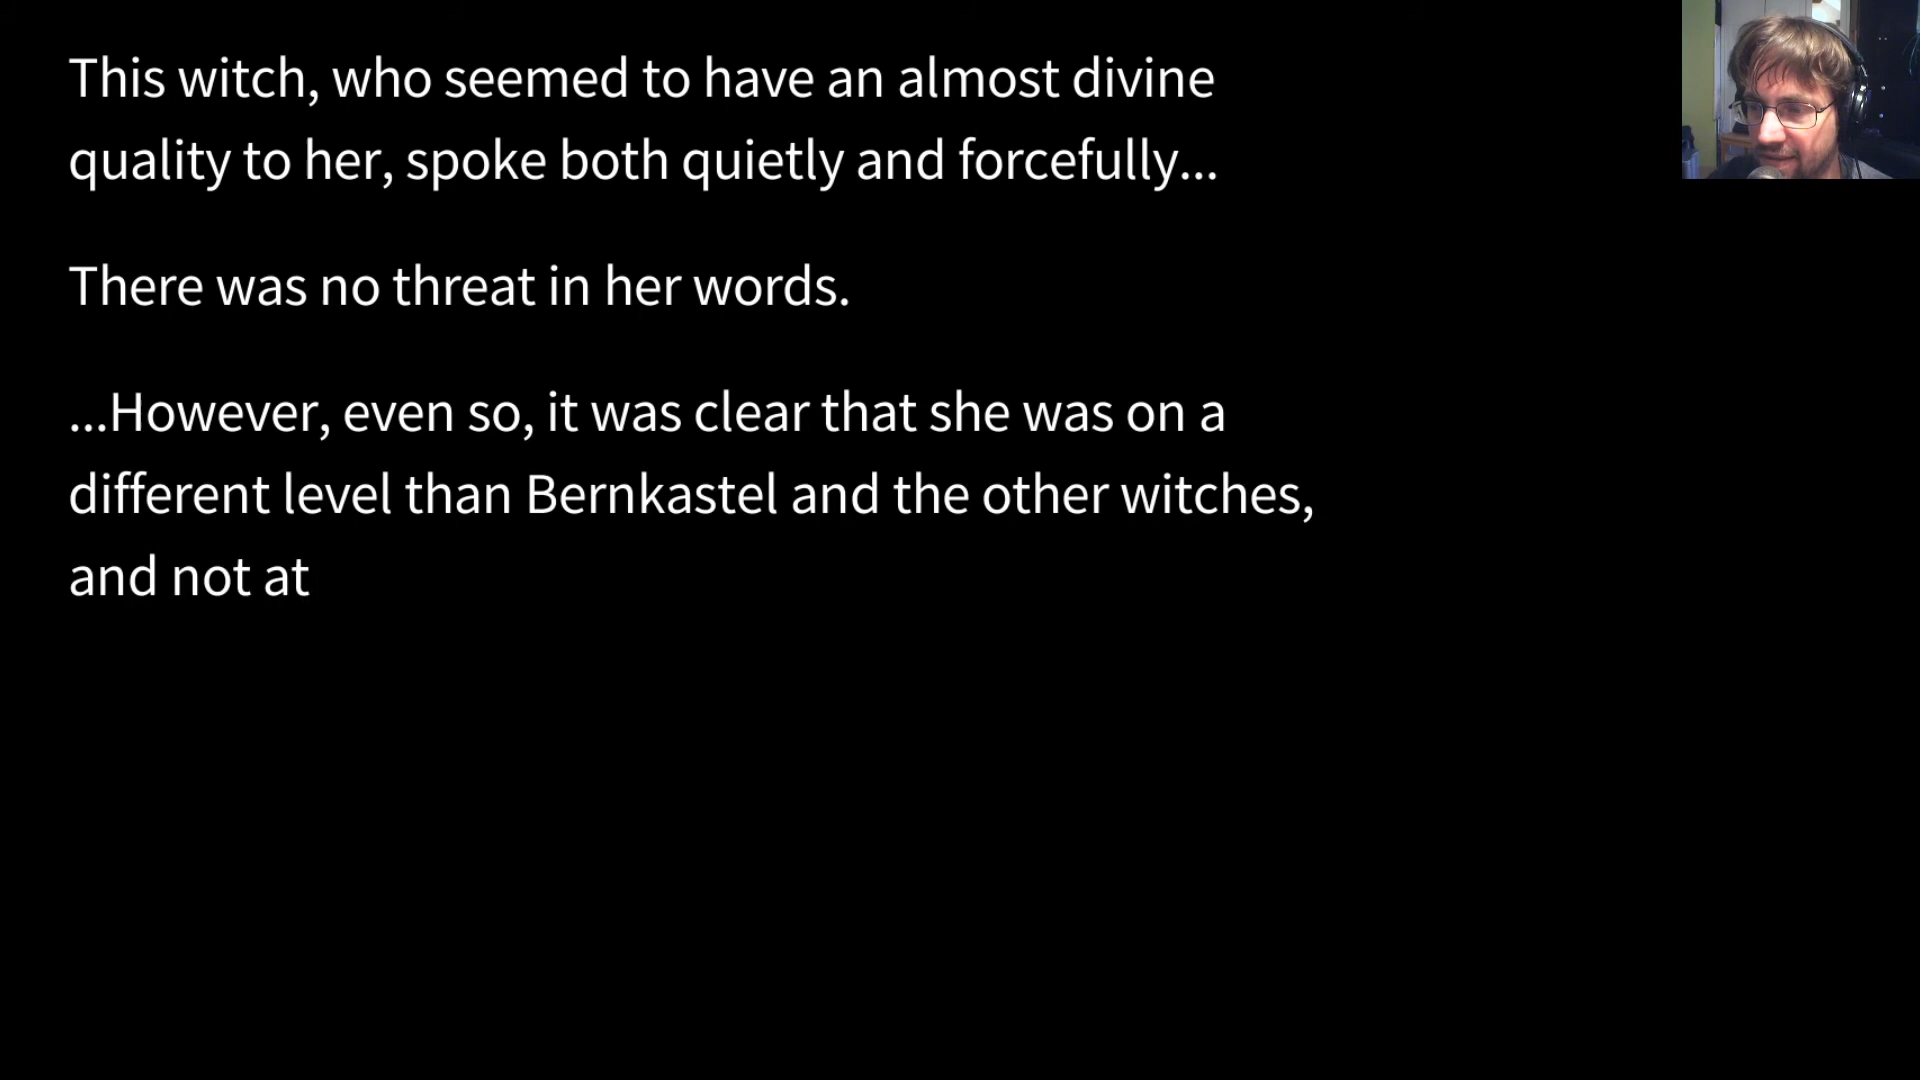 This witch, who seemed to have an almost divine
quality to her, spoke both quietly and forcefully...
There was no threat in her words.
...However, even so, it was clear that she was on a
different level than Bernkastel and the other witches,
and not at